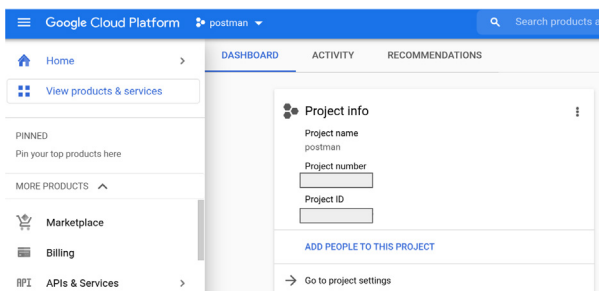 Google Cloud Platform
postman
Search products a
Home
View products & services
PINNED
Pin your top products here
MORE PRODUCTS
Marketplace
Billing
API APIs & Services
DASHBOARD
ACTIVITY
RECOMMENDATIONS
Project info
Project name
postman
Project number
Project ID
ADD PEOPLE TO THIS PROJECT
Go to project settings